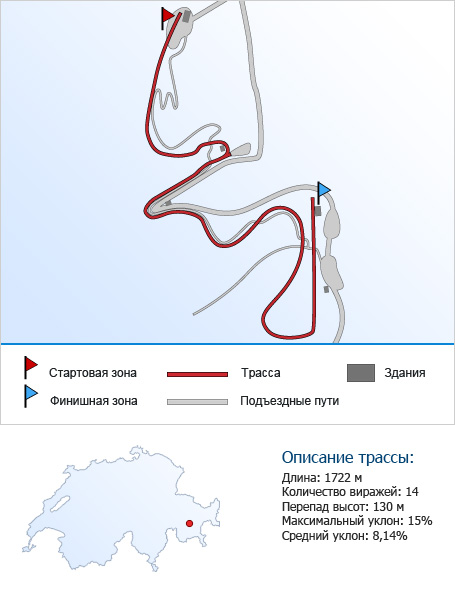 Стартовая зона
Трасса
Здания
Финишная зона
Подъездные пути
Описание трассы:
Длина: 1722 м
Количество виражей: 14
Перепад высот: 130 м
Максимальный уклон: 15%
Средний уклон: 8,14%